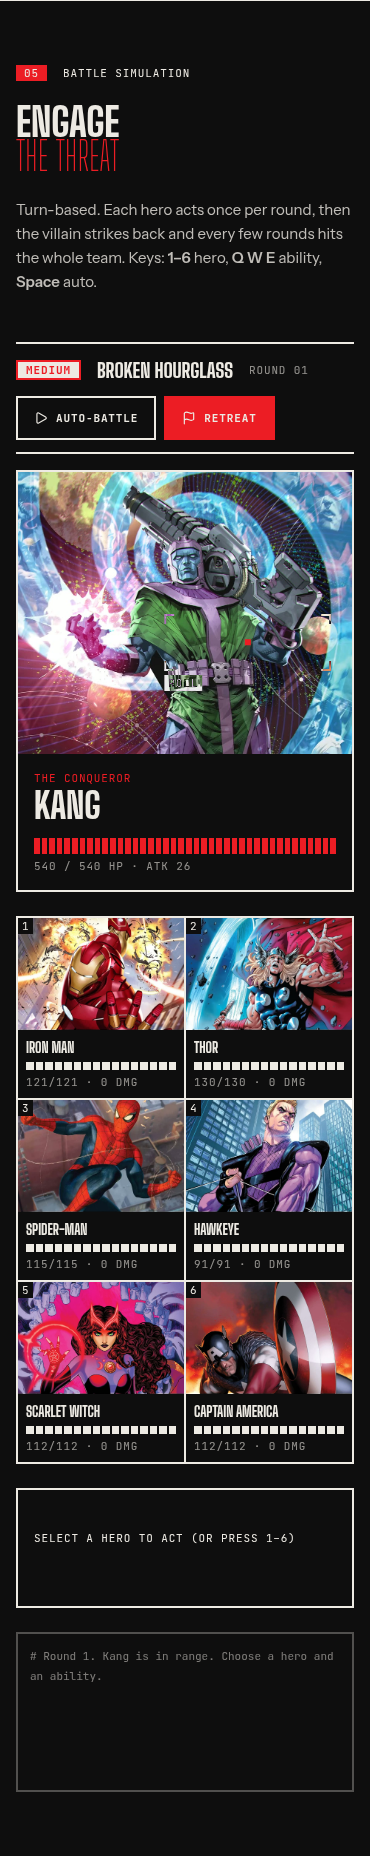 05 BATTLE SIMULATION
ENGAGE
THE THREAT
Turn-based. Each hero acts once per round, then
the villain strikes back and every few rounds hits
the whole team. Keys: 1–6 hero, Q W E ability,
Space auto.
MEDIUM BROKEN HOURGLASS ROUND 01
AUTO-BATTLE RETREAT
THE CONQUEROR
KANG
540 / 540 HP · ATK 26
1 2
IRON MAN THOR
121/121 · 0 DMG 130/130 · 0 DMG
3 4
SPIDER-MAN HAWKEYE
115/115 · 0 DMG 91/91 · 0 DMG
5 6
SCARLET WITCH CAPTAIN AMERICA
112/112 · 0 DMG 112/112 · 0 DMG
SELECT A HERO TO ACT (OR PRESS 1–6)
# Round 1. Kang is in range. Choose a hero and
an ability.